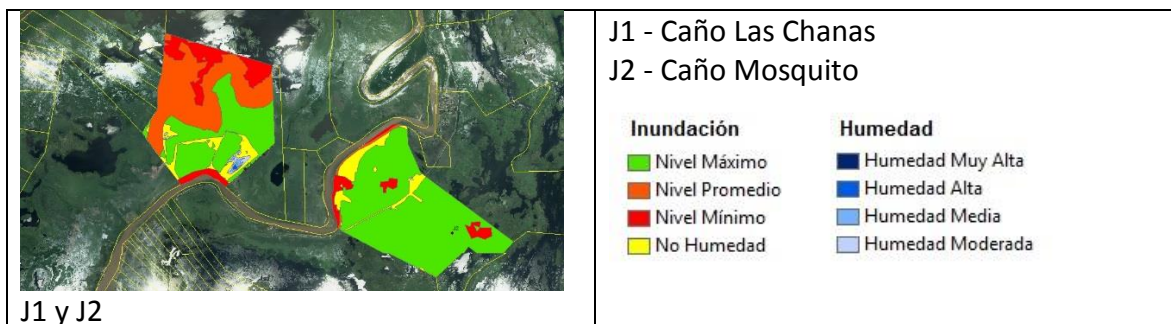 J1 y J2
J1 - Caño Las Chanas
J2 - Caño Mosquito
Inundación
Nivel Máximo
Nivel Promedio
Nivel Mínimo
No Humedad
Humedad
Humedad Muy Alta
Humedad Alta
Humedad Media
Humedad Moderada